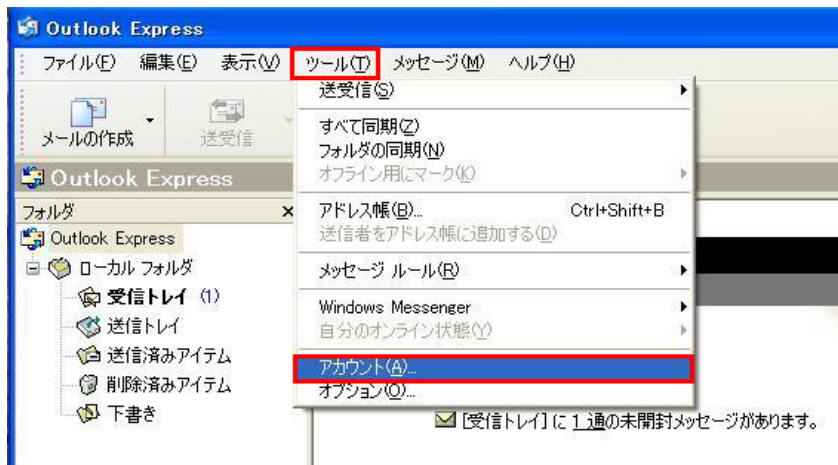 Outlook Express
ファイル(F) 編集(E) 表示(V) ツール(T) メッセージ(M) ヘルプ(H)
メールの作成 送受信
Outlook Express
フォルダ
Outlook Express
ローカル フォルダ
受信トレイ (1)
送信トレイ
送信済みアイテム
削除済みアイテム
下書き
送受信(S)
すべて同期(Z)
フォルダの同期(N)
オフライン用にマーク(K)
アドレス帳(B)... Ctrl+Shift+B
送信者をアドレス帳に追加する(D)
メッセージ ルール(R)
Windows Messenger
自分のオンライン状態(Y)
アカウント(A)...
オプション(O)...
[受信トレイ] に 1 通の未開封メッセージがあります。